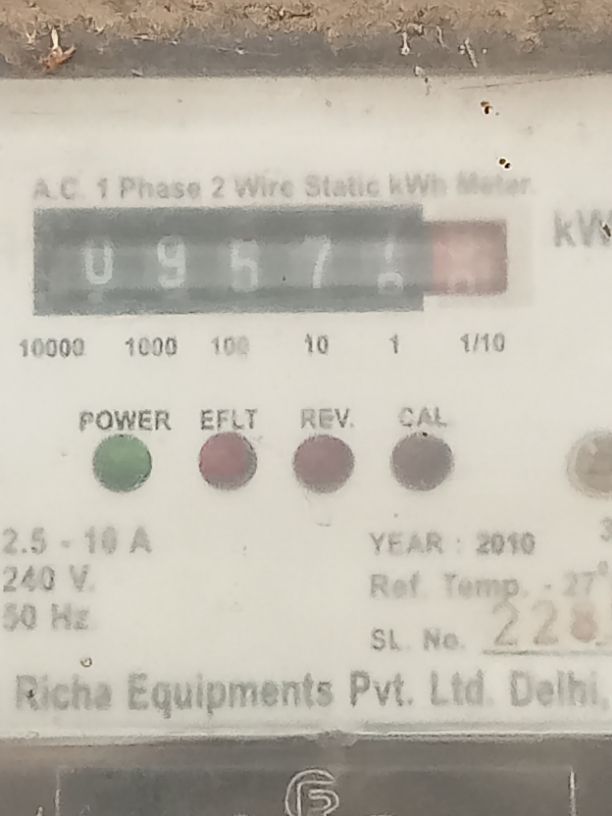 A.C. 1 Phase 2 Wire Static kWh Meter.
kW
0 9 6 7
10000 1000 100 10 1 1/10
POWER EFLT REV. CAL
2.5 - 10 A
240 V.
50 Hz
YEAR : 2010
Ref. Temp. - 27°
SL. No. 228
Richa Equipments Pvt. Ltd. Delhi,